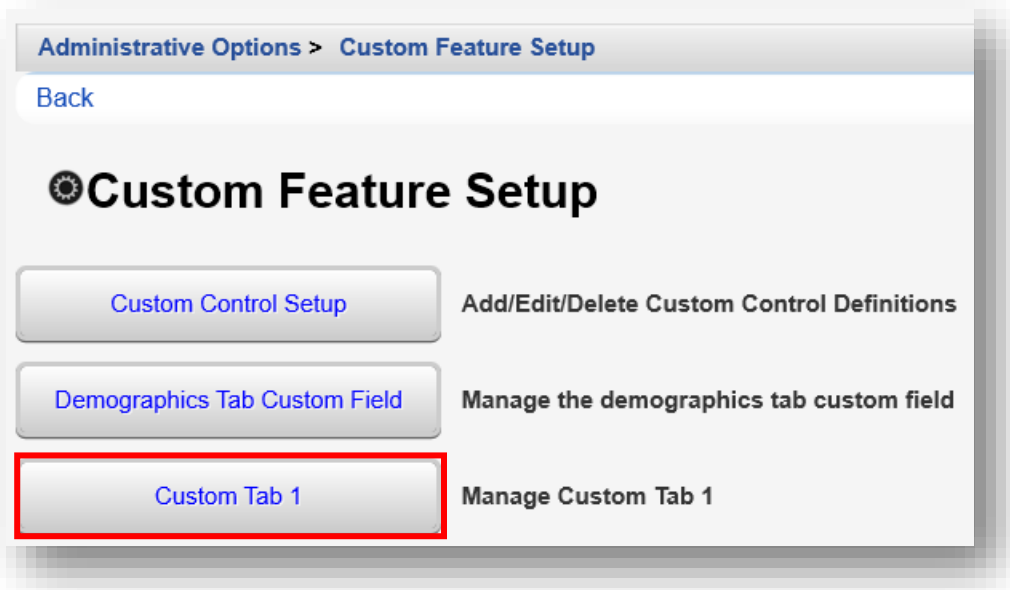 Administrative Options > Custom Feature Setup
Back
Custom Feature Setup
Custom Control Setup Add/Edit/Delete Custom Control Definitions
Demographics Tab Custom Field Manage the demographics tab custom field
Custom Tab 1 Manage Custom Tab 1